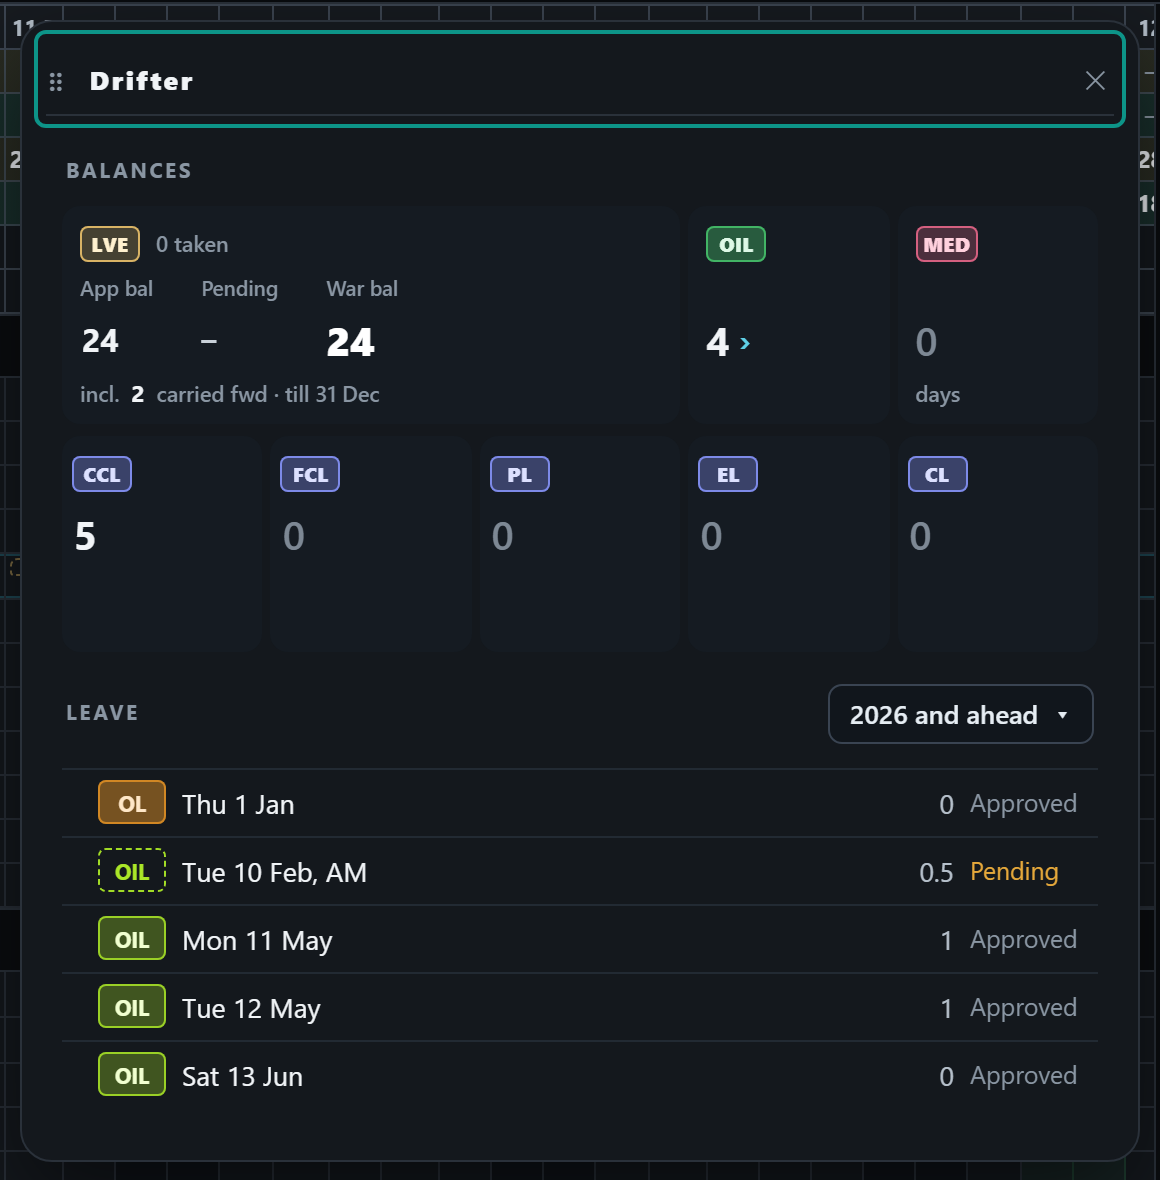 Drifter
BALANCES
LVE 0 taken
App bal Pending War bal
24 – 24
incl. 2 carried fwd · till 31 Dec
OIL
4 ›
MED
0
days
CCL
5
FCL
0
PL
0
EL
0
CL
0
LEAVE
2026 and ahead
OL Thu 1 Jan 0 Approved
OIL Tue 10 Feb, AM 0.5 Pending
OIL Mon 11 May 1 Approved
OIL Tue 12 May 1 Approved
OIL Sat 13 Jun 0 Approved